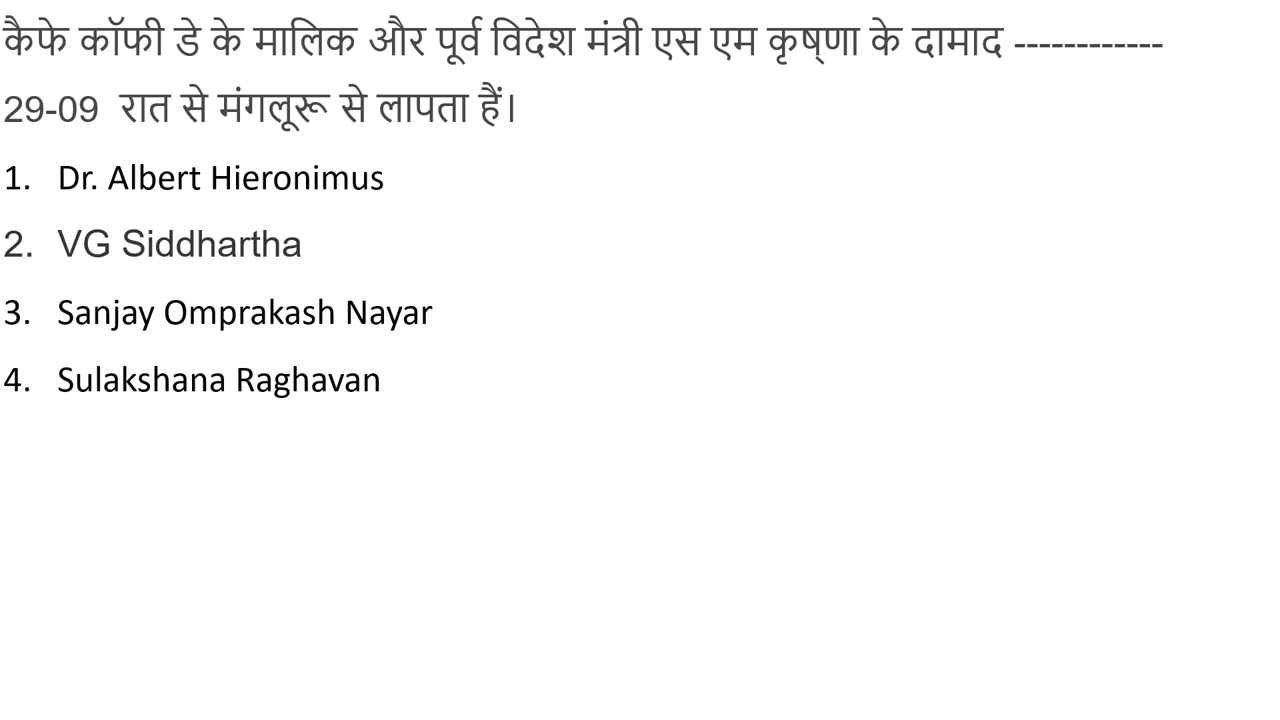 कैफे कॉफी डे के मालिक और पूर्व विदेश मंत्री एस एम कृष्णा के दामाद ------------
29-09 रात से मंगलूरू से लापता हैं।
1. Dr. Albert Hieronimus
2. VG Siddhartha
3. Sanjay Omprakash Nayar
4. Sulakshana Raghavan